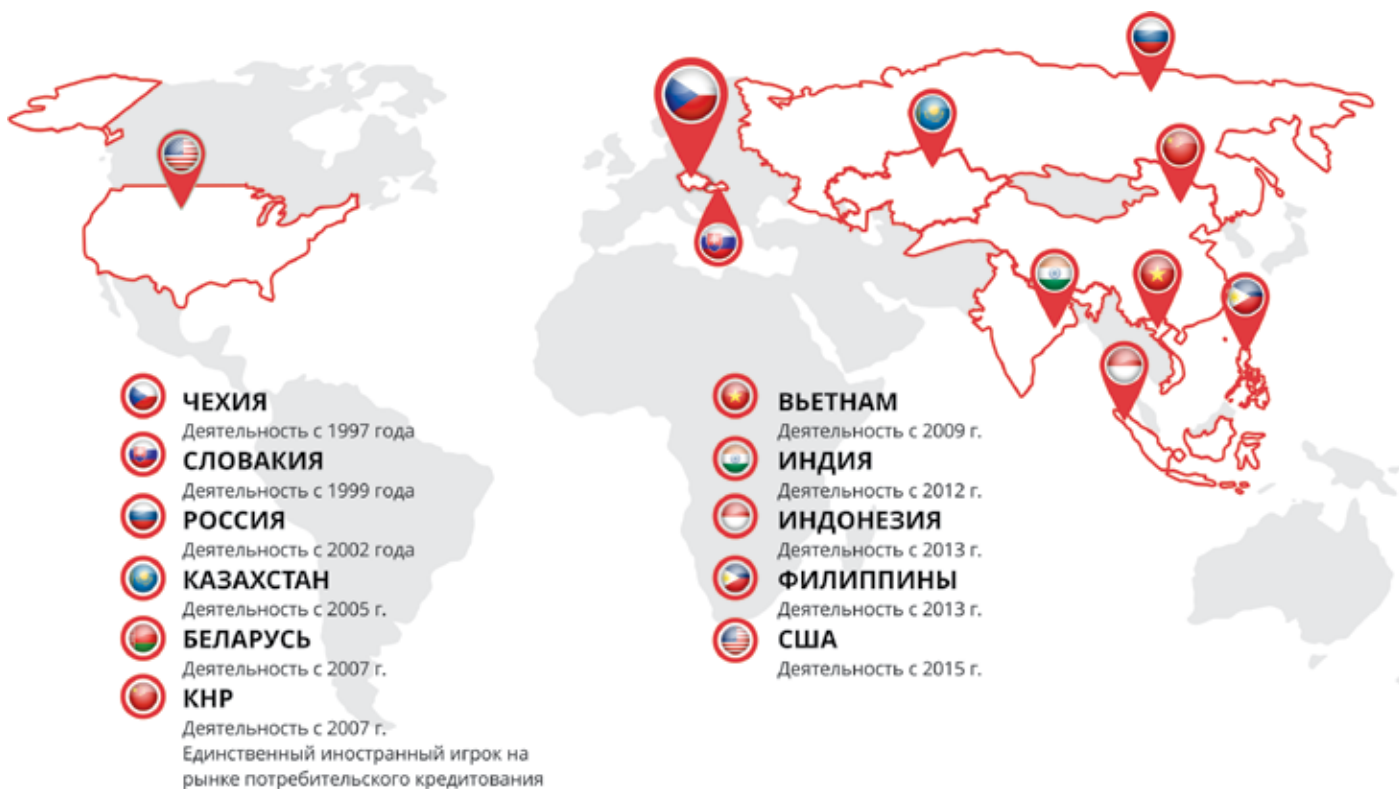 ЧЕХИЯ
Деятельность с 1997 года
СЛОВАКИЯ
Деятельность с 1999 года
РОССИЯ
Деятельность с 2002 года
КАЗАХСТАН
Деятельность с 2005 г.
БЕЛАРУСЬ
Деятельность с 2007 г.
КНР
Деятельность с 2007 г.
Единственный иностранный игрок на
рынке потребительского кредитования
ВЬЕТНАМ
Деятельность с 2009 г.
ИНДИЯ
Деятельность с 2012 г.
ИНДОНЕЗИЯ
Деятельность с 2013 г.
ФИЛИППИНЫ
Деятельность с 2013 г.
США
Деятельность с 2015 г.